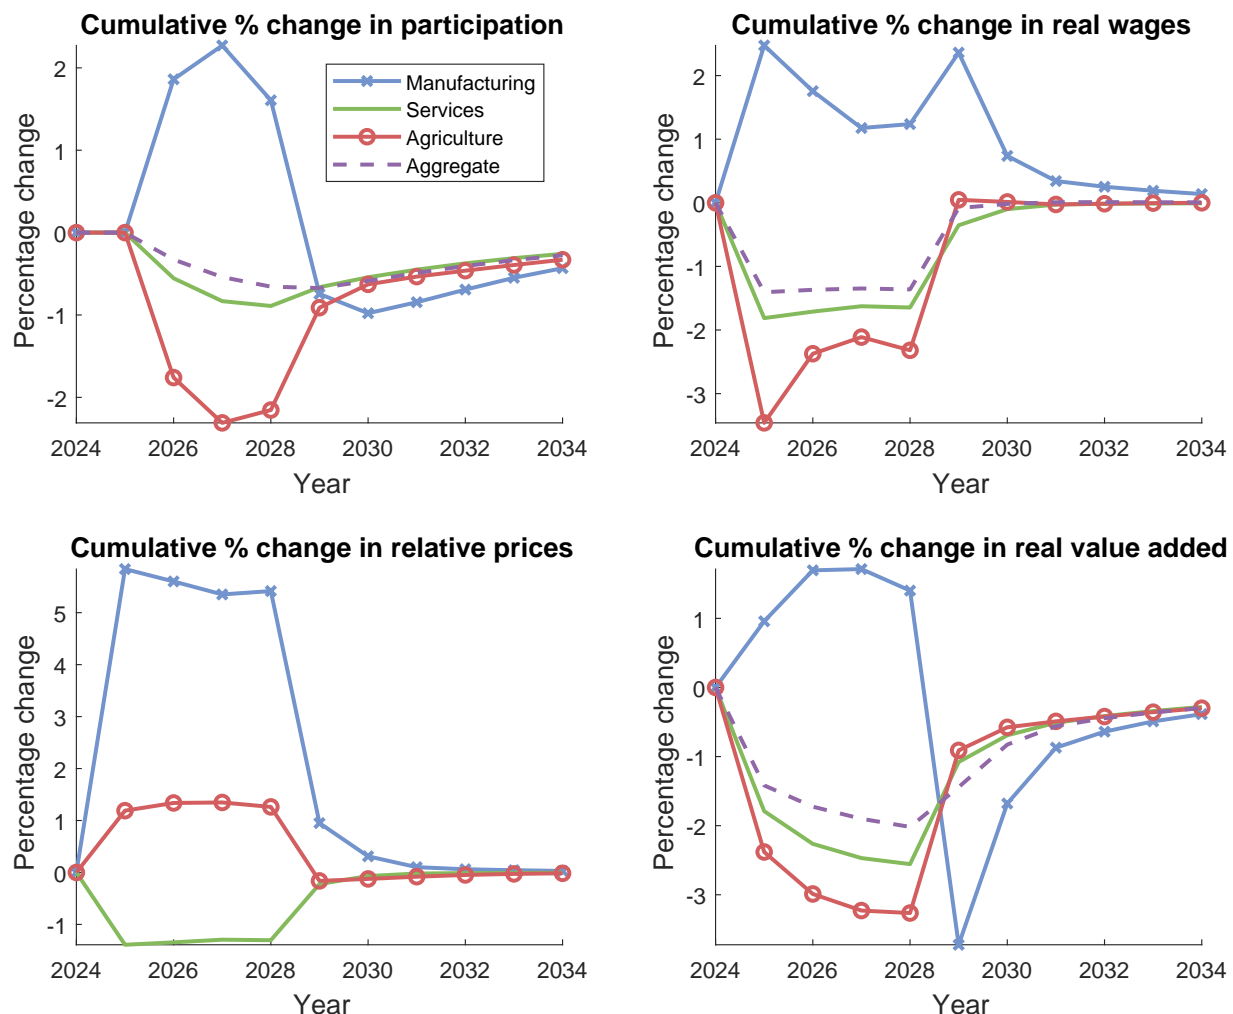 Cumulative % change in participation
Percentage change
2
1
0
-1
-2
Manufacturing
Services
Agriculture
Aggregate
2024 2026 2028 2030 2032 2034
Year
Cumulative % change in real wages
Percentage change
2
1
0
-1
-2
-3
2024 2026 2028 2030 2032 2034
Year
Cumulative % change in relative prices
Percentage change
5
4
3
2
1
0
-1
2024 2026 2028 2030 2032 2034
Year
Cumulative % change in real value added
Percentage change
1
0
-1
-2
-3
2024 2026 2028 2030 2032 2034
Year